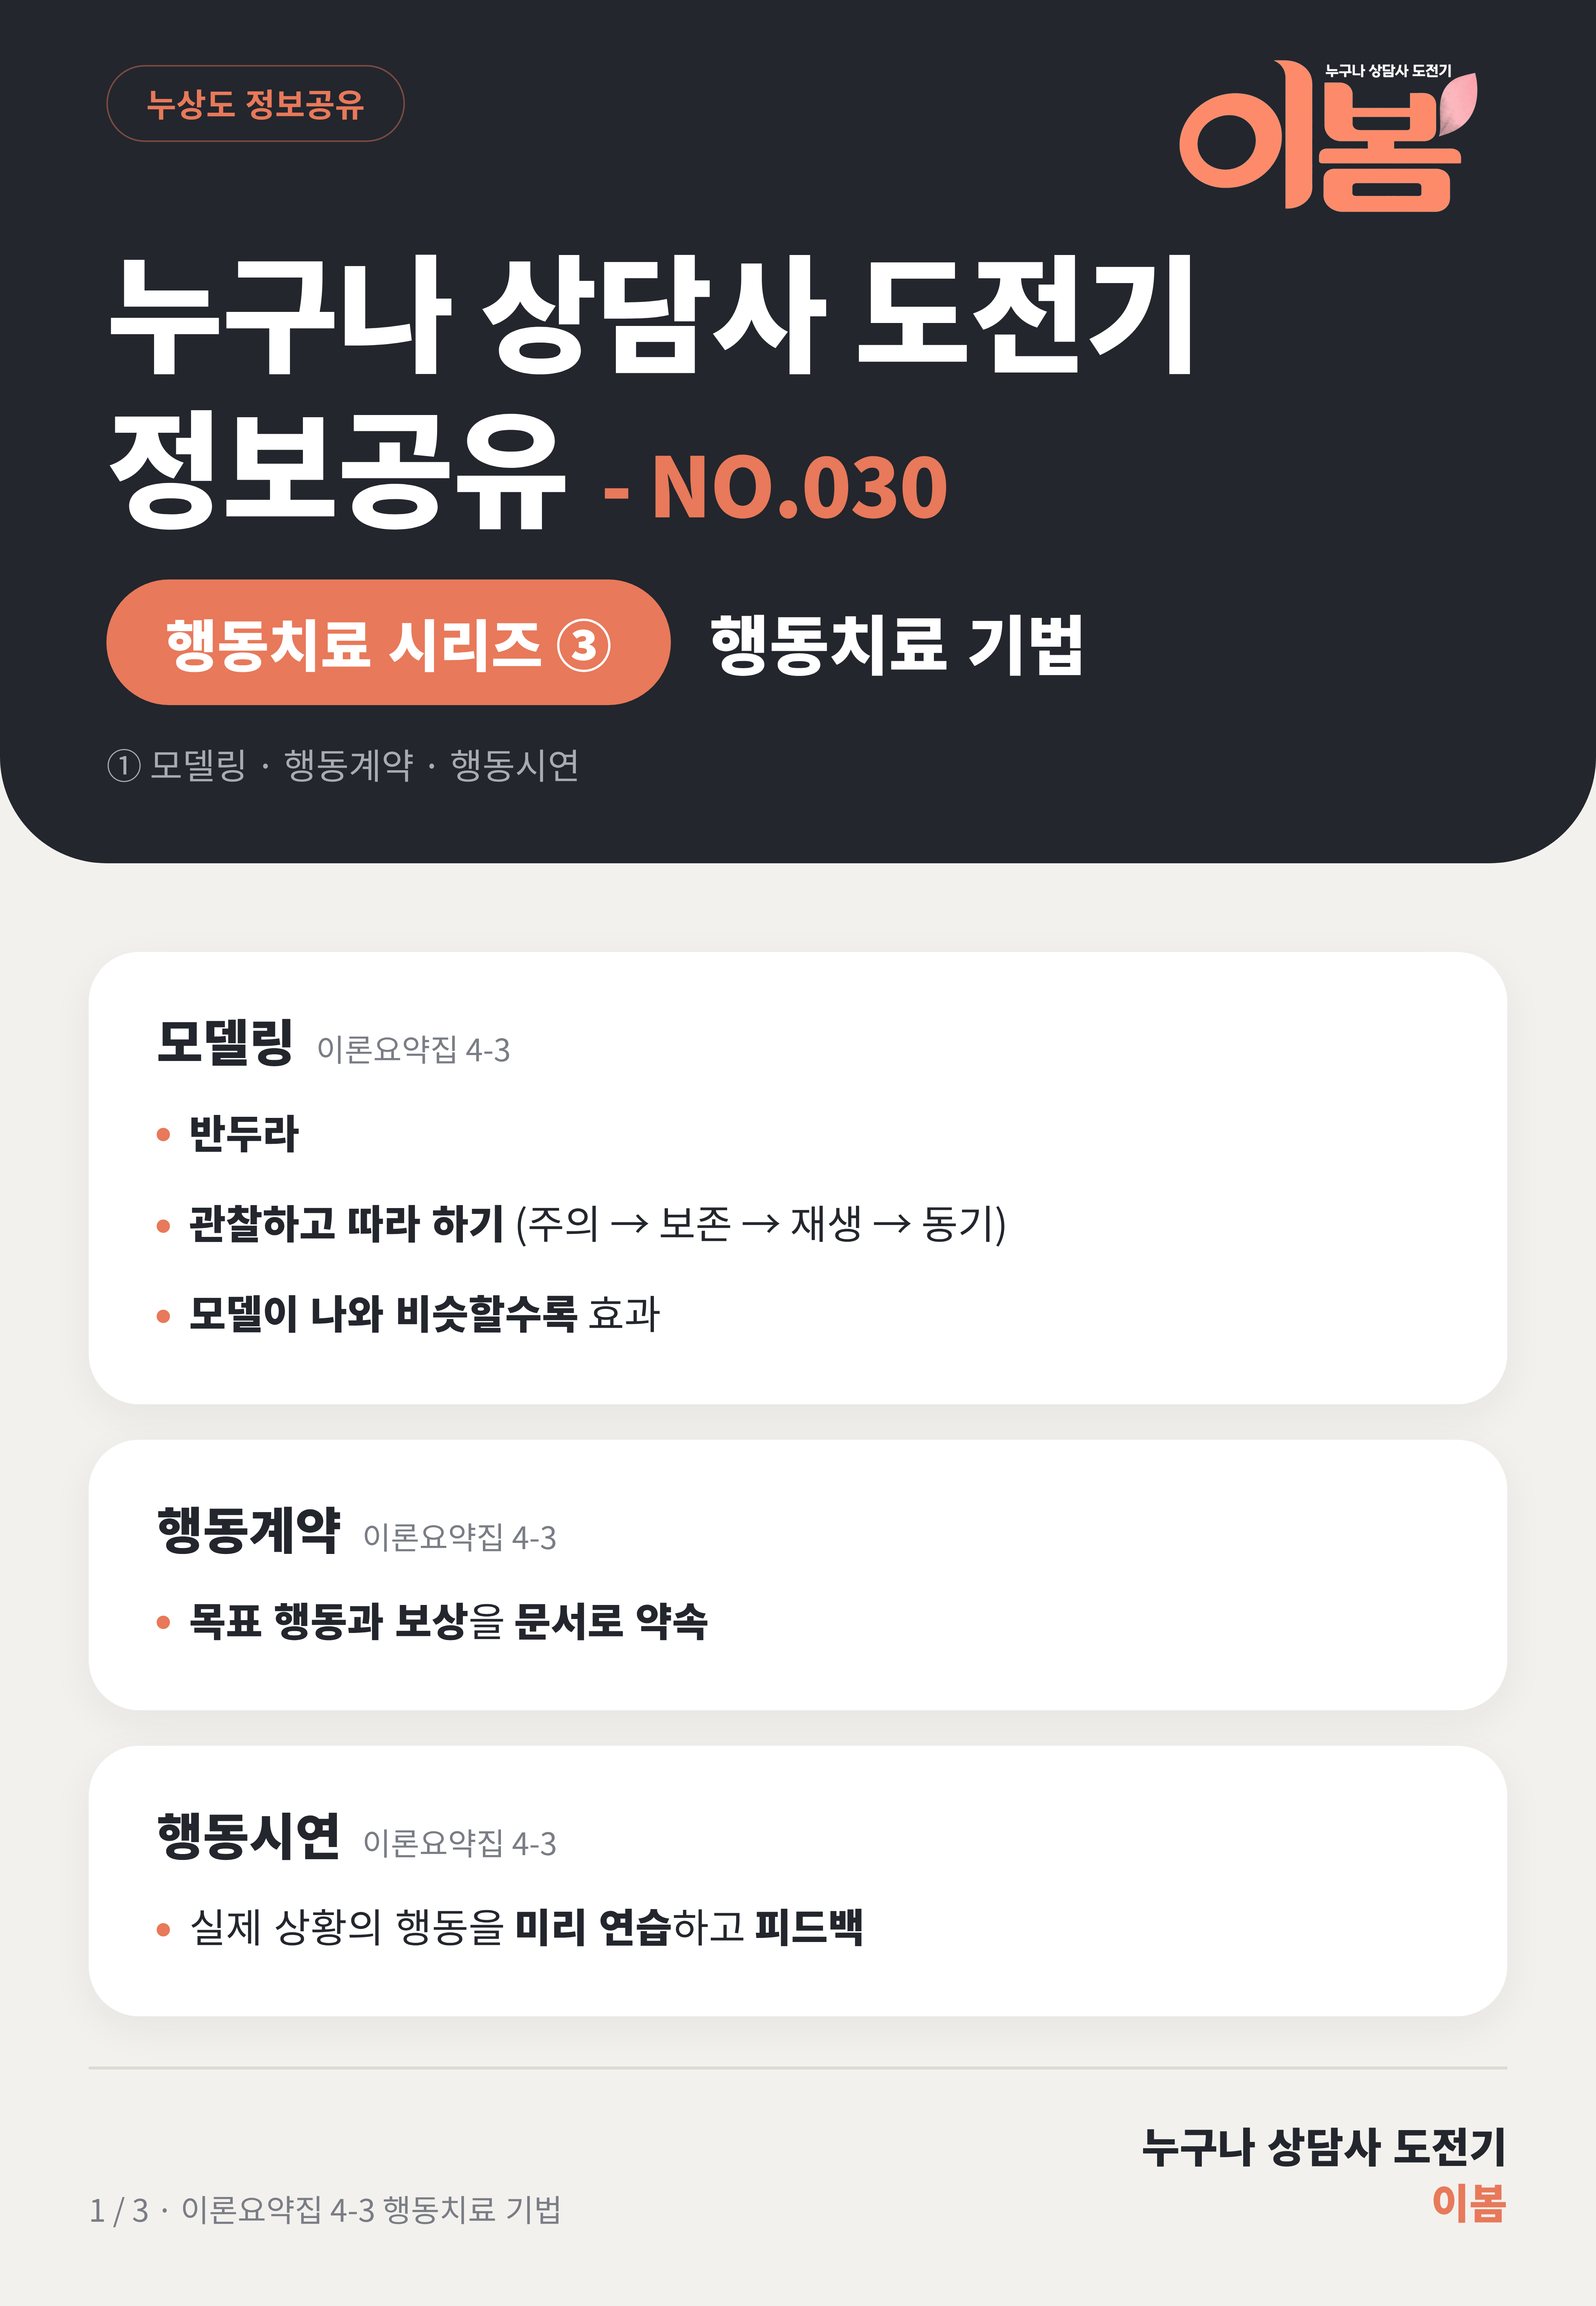 누상도 정보공유
누구나 상담사 도전기
이봄
누구나 상담사 도전기
정보공유 - NO.030
행동치료 시리즈 ③ 행동치료 기법
① 모델링 · 행동계약 · 행동시연
모델링 이론요약집 4-3
• 반두라
• 관찰하고 따라 하기 (주의 → 보존 → 재생 → 동기)
• 모델이 나와 비슷할수록 효과
행동계약 이론요약집 4-3
• 목표 행동과 보상을 문서로 약속
행동시연 이론요약집 4-3
• 실제 상황의 행동을 미리 연습하고 피드백
누구나 상담사 도전기
이봄
1 / 3 · 이론요약집 4-3 행동치료 기법